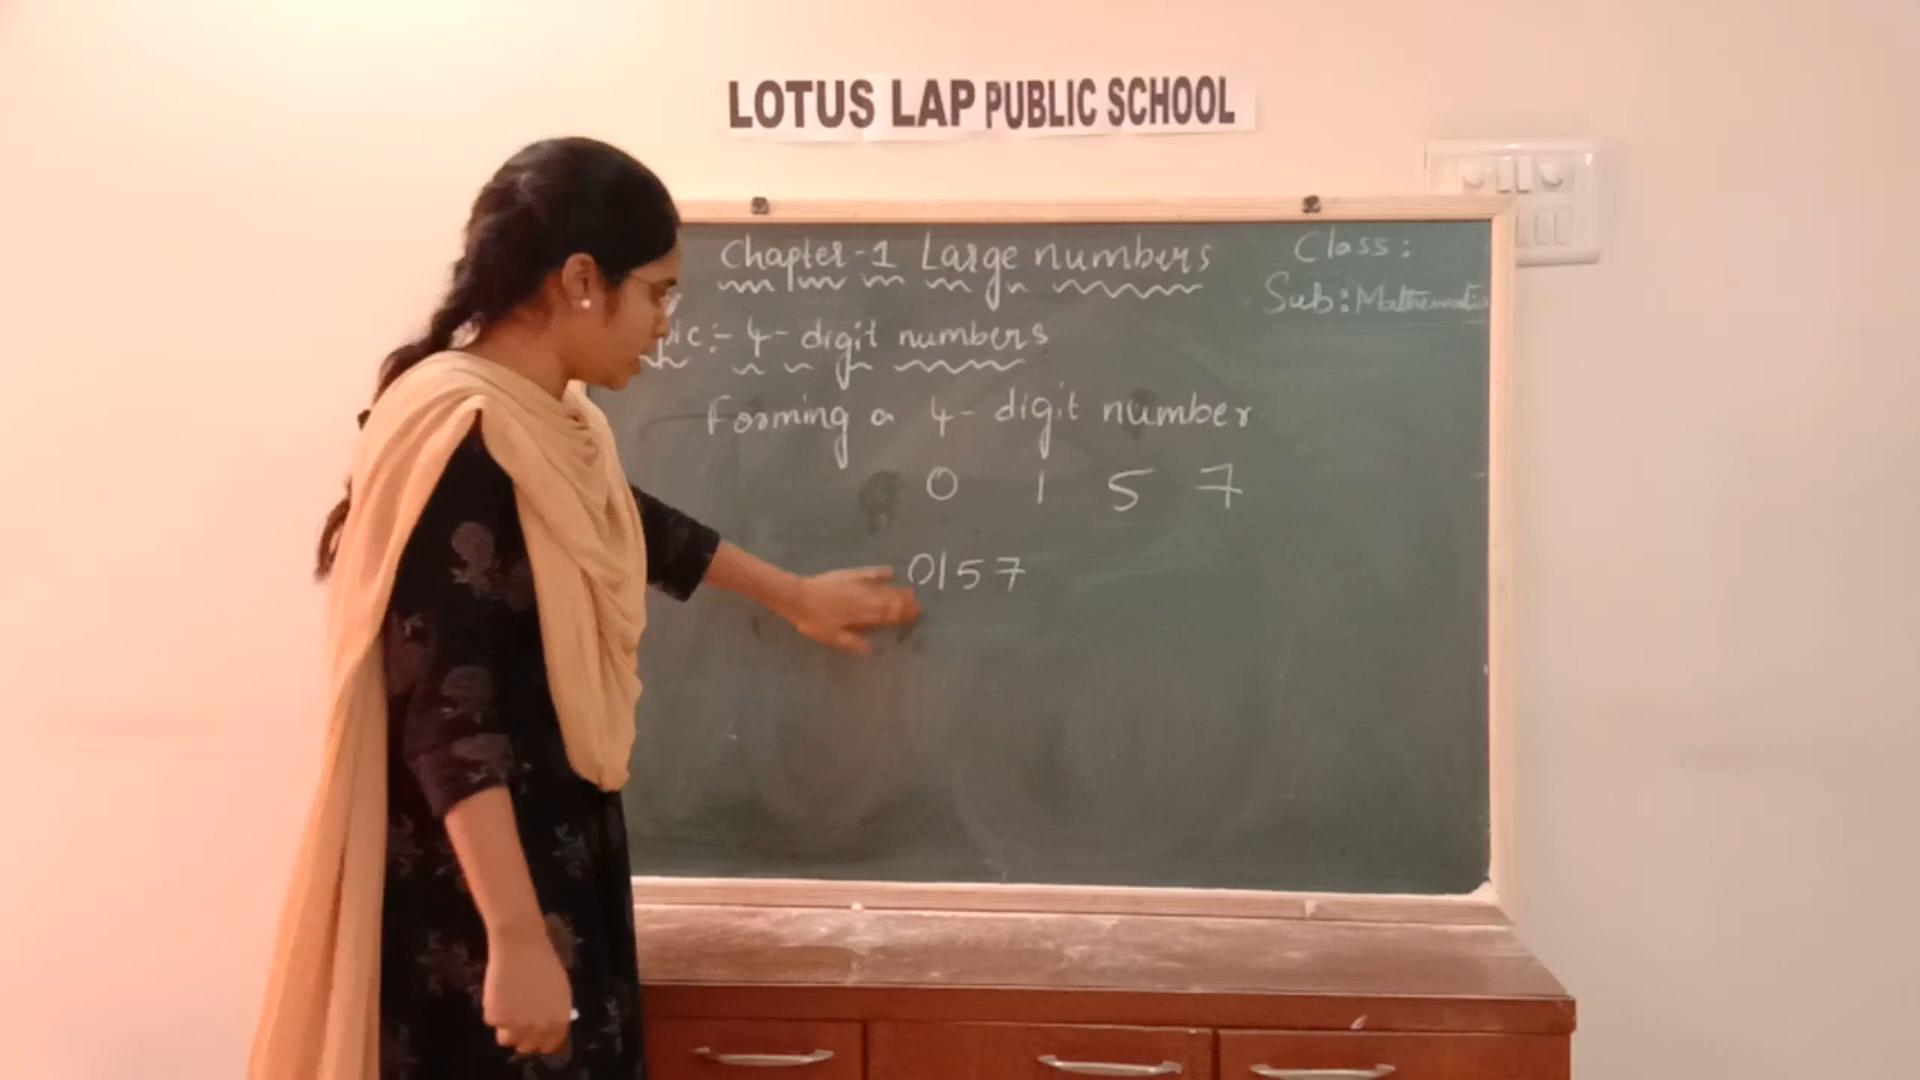 LOTUS LAP PUBLIC SCHOOL
Chapter-1 Large numbers
Class:
Sub: Mathematics
:- 4-digit numbers
Forming a 4-digit number
0 1 5 7
0157